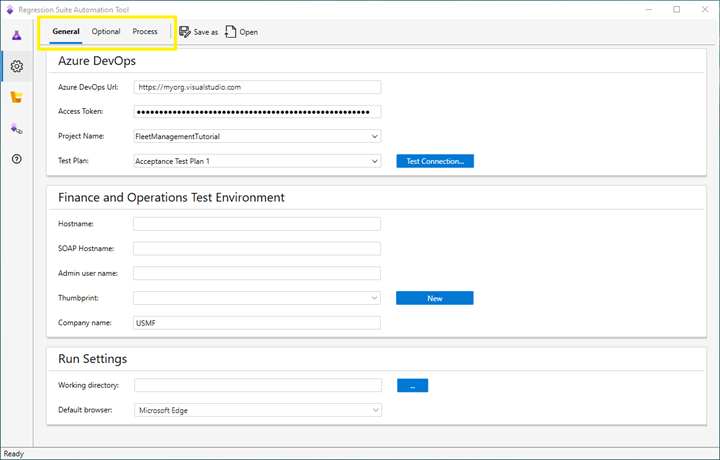 Regression Suite Automation Tool
General Optional Process Save as Open
Azure DevOps
Azure DevOps Url: https://myorg.visualstudio.com
Access Token: ●●●●●●●●●●●●●●●●●●●●●●●●●●●●●●●●●●●●●●●●●●●●●●●●●●●●
Project Name: FleetManagementTutorial
Test Plan: Acceptance Test Plan 1 Test Connection...
Finance and Operations Test Environment
Hostname:
SOAP Hostname:
Admin user name:
Thumbprint: New
Company name: USMF
Run Settings
Working directory: ...
Default browser: Microsoft Edge
Ready